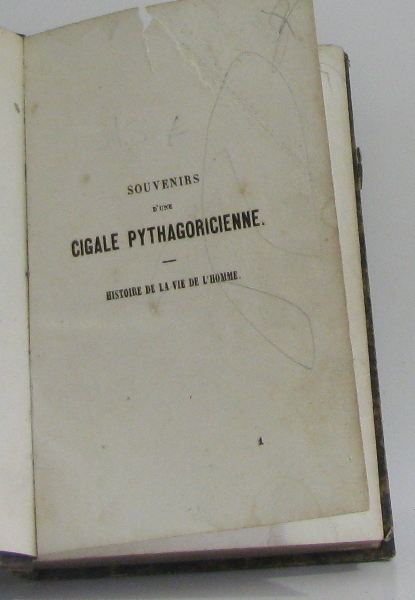 SOUVENIRS
D'UNE
CIGALE PYTHAGORICIENNE.
HISTOIRE DE LA VIE DE L'HOMME.
1